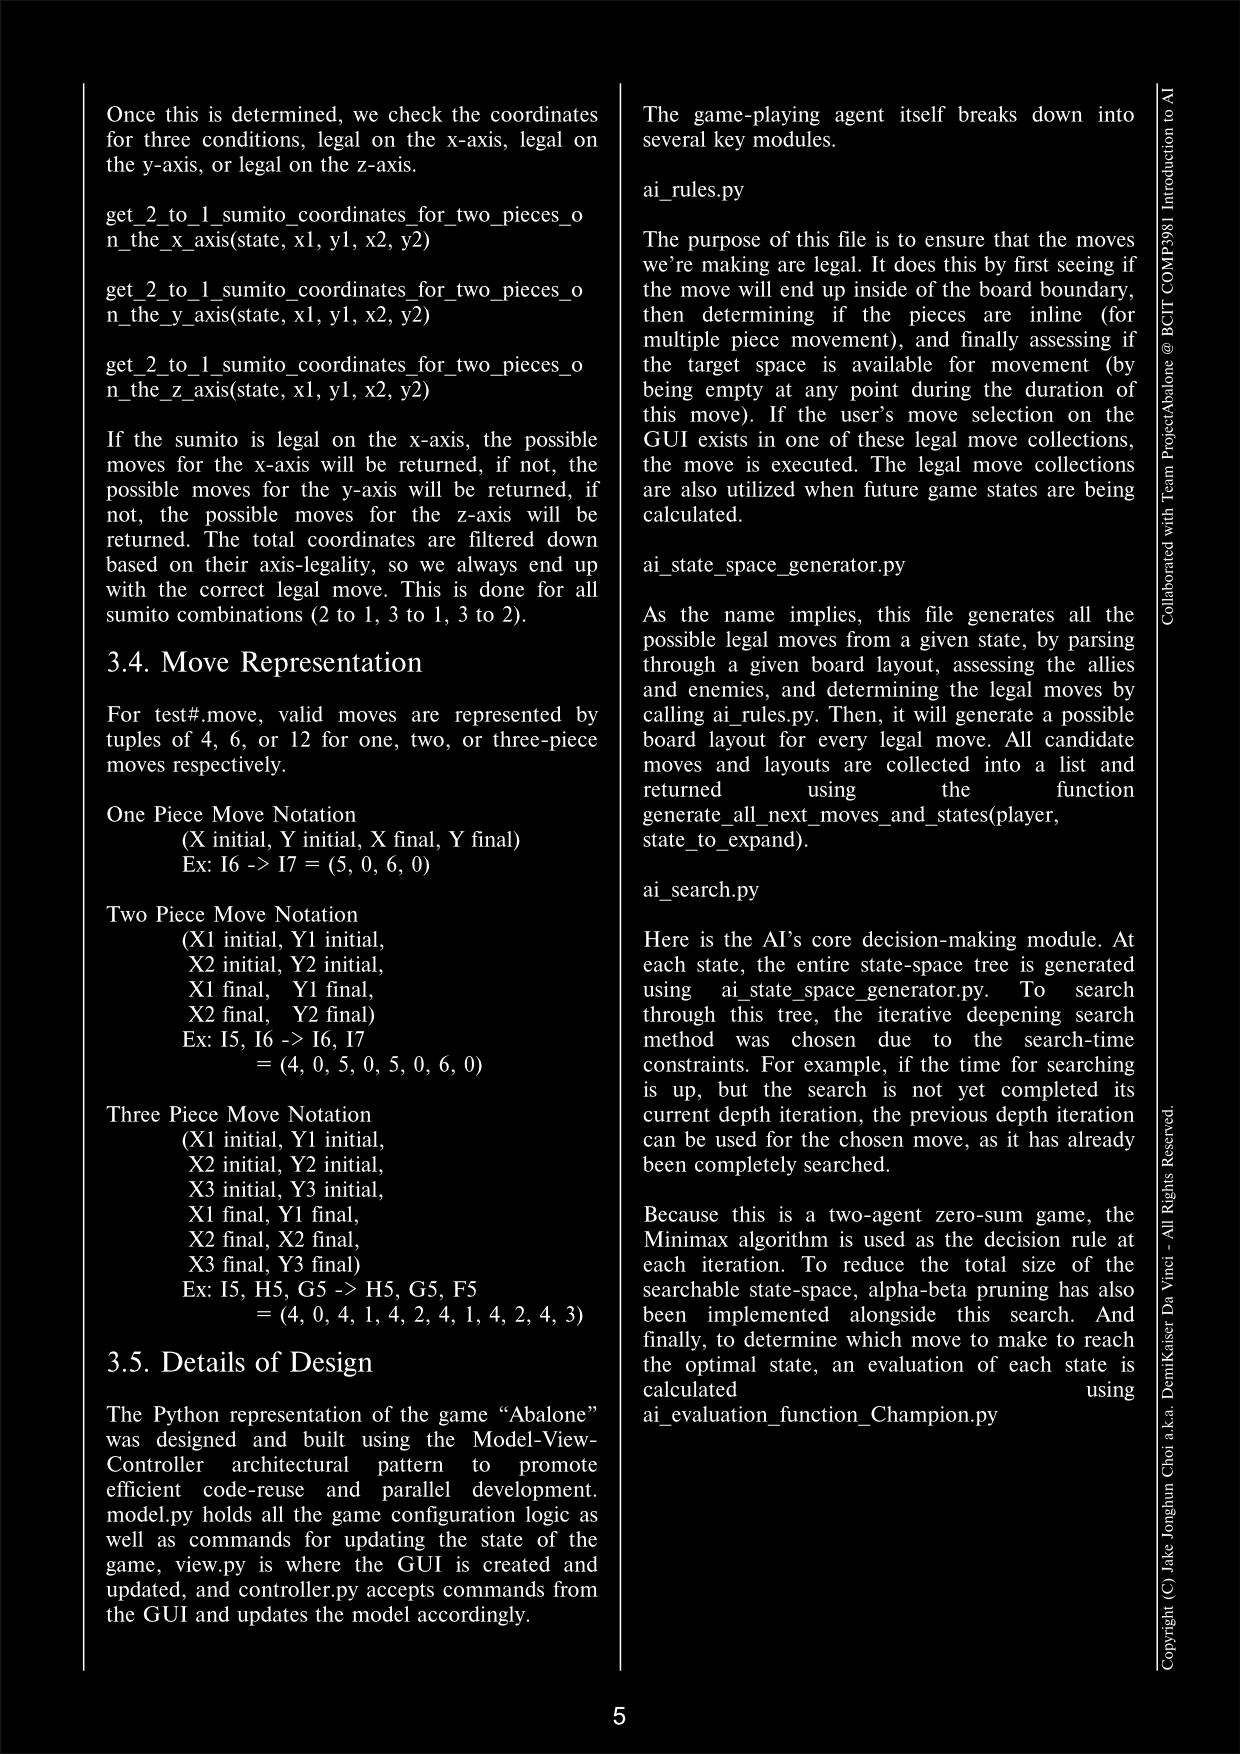 Once this is determined, we check the coordinates
for three conditions, legal on the x-axis, legal on
the y-axis, or legal on the z-axis.
get_2_to_1_sumito_coordinates_for_two_pieces_o
n_the_x_axis(state, x1, y1, x2, y2)
get_2_to_1_sumito_coordinates_for_two_pieces_o
n_the_y_axis(state, x1, y1, x2, y2)
get_2_to_1_sumito_coordinates_for_two_pieces_o
n_the_z_axis(state, x1, y1, x2, y2)
If the sumito is legal on the x-axis, the possible
moves for the x-axis will be returned, if not, the
possible moves for the y-axis will be returned, if
not, the possible moves for the z-axis will be
returned. The total coordinates are filtered down
based on their axis-legality, so we always end up
with the correct legal move. This is done for all
sumito combinations (2 to 1, 3 to 1, 3 to 2).
3.4. Move Representation
For test#.move, valid moves are represented by
tuples of 4, 6, or 12 for one, two, or three-piece
moves respectively.
One Piece Move Notation
(X initial, Y initial, X final, Y final)
Ex: I6 -> I7 = (5, 0, 6, 0)
Two Piece Move Notation
(X1 initial, Y1 initial,
X2 initial, Y2 initial,
X1 final, Y1 final,
X2 final, Y2 final)
Ex: I5, I6 -> I6, I7
= (4, 0, 5, 0, 5, 0, 6, 0)
Three Piece Move Notation
(X1 initial, Y1 initial,
X2 initial, Y2 initial,
X3 initial, Y3 initial,
X1 final, Y1 final,
X2 final, X2 final,
X3 final, Y3 final)
Ex: I5, H5, G5 -> H5, G5, F5
= (4, 0, 4, 1, 4, 2, 4, 1, 4, 2, 4, 3)
3.5. Details of Design
The Python representation of the game “Abalone”
was designed and built using the Model-View-
Controller architectural pattern to promote
efficient code-reuse and parallel development.
model.py holds all the game configuration logic as
well as commands for updating the state of the
game, view.py is where the GUI is created and
updated, and controller.py accepts commands from
the GUI and updates the model accordingly.
The game-playing agent itself breaks down into
several key modules.
ai_rules.py
The purpose of this file is to ensure that the moves
we’re making are legal. It does this by first seeing if
the move will end up inside of the board boundary,
then determining if the pieces are inline (for
multiple piece movement), and finally assessing if
the target space is available for movement (by
being empty at any point during the duration of
this move). If the user’s move selection on the
GUI exists in one of these legal move collections,
the move is executed. The legal move collections
are also utilized when future game states are being
calculated.
ai_state_space_generator.py
As the name implies, this file generates all the
possible legal moves from a given state, by parsing
through a given board layout, assessing the allies
and enemies, and determining the legal moves by
calling ai_rules.py. Then, it will generate a possible
board layout for every legal move. All candidate
moves and layouts are collected into a list and
returned using the function
generate_all_next_moves_and_states(player,
state_to_expand).
ai_search.py
Here is the AI’s core decision-making module. At
each state, the entire state-space tree is generated
using ai_state_space_generator.py. To search
through this tree, the iterative deepening search
method was chosen due to the search-time
constraints. For example, if the time for searching
is up, but the search is not yet completed its
current depth iteration, the previous depth iteration
can be used for the chosen move, as it has already
been completely searched.
Because this is a two-agent zero-sum game, the
Minimax algorithm is used as the decision rule at
each iteration. To reduce the total size of the
searchable state-space, alpha-beta pruning has also
been implemented alongside this search. And
finally, to determine which move to make to reach
the optimal state, an evaluation of each state is
calculated using
ai_evaluation_function_Champion.py
Copyright (C) Jake Jonghun Choi a.k.a. DemiKaiser Da Vinci - All Rights Reserved.
Collaborated with Team ProjectAbalone @ BCIT COMP3981 Introduction to AI
5